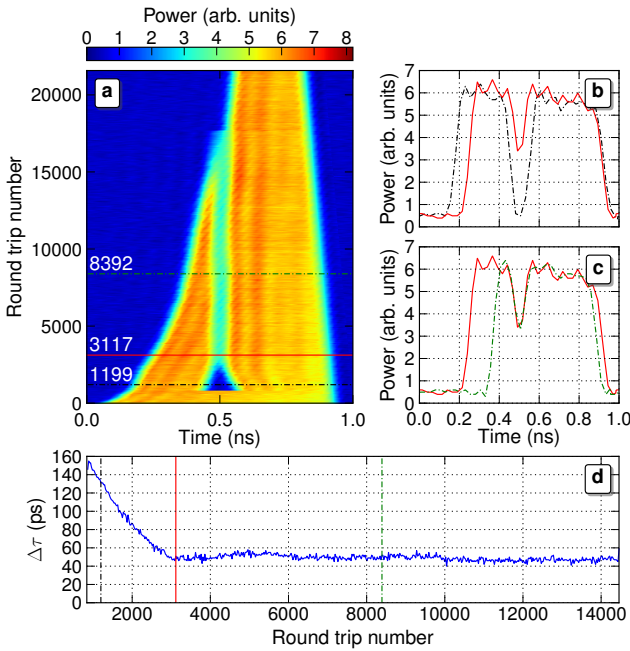 Power (arb. units)
0 1 2 3 4 5 6 7 8
a
Round trip number
20000
15000
10000
5000
0
8392
3117
1199
0.0 0.5 1.0
Time (ns)
b
Power (arb. units)
7
6
5
4
3
2
1
0
c
Power (arb. units)
7
6
5
4
3
2
1
0
0.0 0.2 0.4 0.6 0.8 1.0
Time (ns)
d
Δτ (ps)
160
140
120
100
80
60
40
20
0
2000 4000 6000 8000 10000 12000 14000
Round trip number